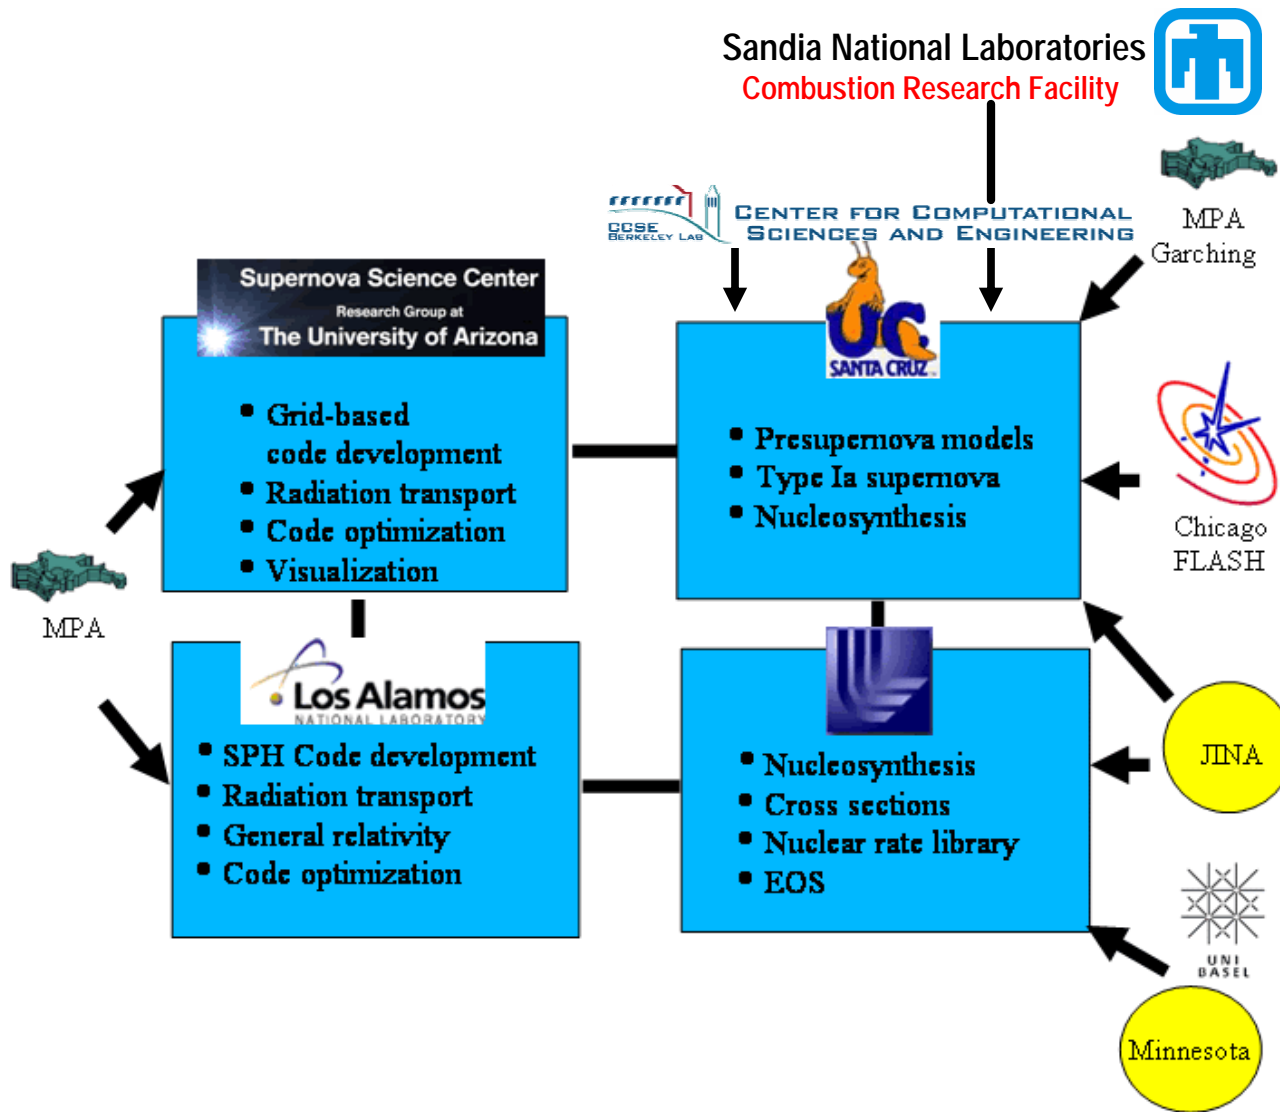 Sandia National Laboratories
Combustion Research Facility
MPA
Garching
CCSE
BERKELEY LAB
CENTER FOR COMPUTATIONAL
SCIENCES AND ENGINEERING
Supernova Science Center
Research Group at
The University of Arizona
• Grid-based
code development
• Radiation transport
• Code optimization
• Visualization
UC
SANTA CRUZ
• Presupernova models
• Type Ia supernova
• Nucleosynthesis
Chicago
FLASH
MPA
Los Alamos
NATIONAL LABORATORY
• SPH Code development
• Radiation transport
• General relativity
• Code optimization
• Nucleosynthesis
• Cross sections
• Nuclear rate library
• EOS
JINA
UNI
BASEL
Minnesota